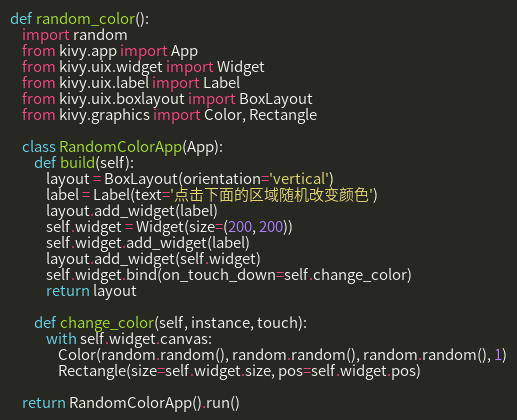 def random_color():
    import random
    from kivy.app import App
    from kivy.uix.widget import Widget
    from kivy.uix.label import Label
    from kivy.uix.boxlayout import BoxLayout
    from kivy.graphics import Color, Rectangle

    class RandomColorApp(App):
        def build(self):
            layout = BoxLayout(orientation='vertical')
            label = Label(text='点击下面的区域随机改变颜色')
            layout.add_widget(label)
            self.widget = Widget(size=(200, 200))
            self.widget.add_widget(label)
            layout.add_widget(self.widget)
            self.widget.bind(on_touch_down=self.change_color)
            return layout

        def change_color(self, instance, touch):
            with self.widget.canvas:
                Color(random.random(), random.random(), random.random(), 1)
                Rectangle(size=self.widget.size, pos=self.widget.pos)

    return RandomColorApp().run()